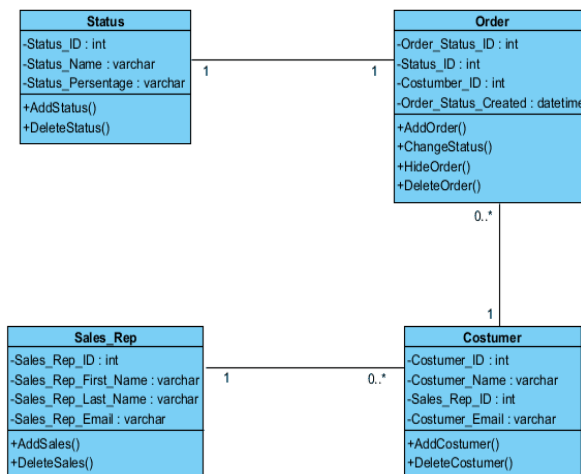 Status
-Status_ID : int
-Status_Name : varchar
-Status_Persentage : varchar
+AddStatus()
+DeleteStatus()
1
1
Order
-Order_Status_ID : int
-Status_ID : int
-Costumber_ID : int
-Order_Status_Created : datetime
+AddOrder()
+ChangeStatus()
+HideOrder()
+DeleteOrder()
0..*
1
Sales_Rep
-Sales_Rep_ID : int
-Sales_Rep_First_Name : varchar
-Sales_Rep_Last_Name : varchar
-Sales_Rep_Email : varchar
+AddSales()
+DeleteSales()
1
0..*
Costumer
-Costumer_ID : int
-Costumer_Name : varchar
-Sales_Rep_ID : int
-Costumer_Email : varchar
+AddCostumer()
+DeleteCostumer()